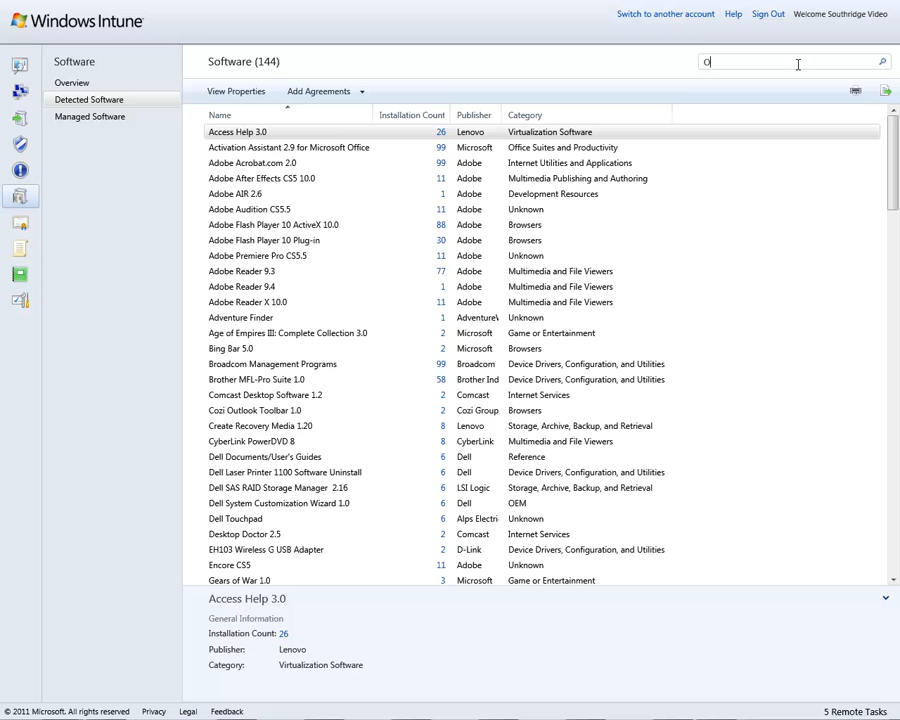 Windows Intune
Switch to another account Help Sign Out Welcome Southridge Video
Software
Overview
Detected Software
Managed Software
Software (144)
O
View Properties Add Agreements
Name Installation Count Publisher Category
Access Help 3.0 26 Lenovo Virtualization Software
Activation Assistant 2.9 for Microsoft Office 99 Microsoft Office Suites and Productivity
Adobe Acrobat.com 2.0 99 Adobe Internet Utilities and Applications
Adobe After Effects CS5 10.0 11 Adobe Multimedia Publishing and Authoring
Adobe AIR 2.6 1 Adobe Development Resources
Adobe Audition CS5.5 11 Adobe Unknown
Adobe Flash Player 10 ActiveX 10.0 88 Adobe Browsers
Adobe Flash Player 10 Plug-in 30 Adobe Browsers
Adobe Premiere Pro CS5.5 11 Adobe Unknown
Adobe Reader 9.3 77 Adobe Multimedia and File Viewers
Adobe Reader 9.4 1 Adobe Multimedia and File Viewers
Adobe Reader X 10.0 11 Adobe Multimedia and File Viewers
Adventure Finder 1 Adventure Unknown
Age of Empires III: Complete Collection 3.0 2 Microsoft Game or Entertainment
Bing Bar 5.0 2 Microsoft Browsers
Broadcom Management Programs 99 Broadcom Device Drivers, Configuration, and Utilities
Brother MFL-Pro Suite 1.0 58 Brother Ind Device Drivers, Configuration, and Utilities
Comcast Desktop Software 1.2 2 Comcast Internet Services
Cozi Outlook Toolbar 1.0 2 Cozi Group Browsers
Create Recovery Media 1.20 8 Lenovo Storage, Archive, Backup, and Retrieval
CyberLink PowerDVD 8 8 CyberLink Multimedia and File Viewers
Dell Documents/User's Guides 6 Dell Reference
Dell Laser Printer 1100 Software Uninstall 6 Dell Device Drivers, Configuration, and Utilities
Dell SAS RAID Storage Manager 2.16 6 LSI Logic Storage, Archive, Backup, and Retrieval
Dell System Customization Wizard 1.0 6 Dell OEM
Dell Touchpad 6 Alps Electri Unknown
Desktop Doctor 2.5 2 Comcast Internet Services
EH103 Wireless G USB Adapter 2 D-Link Device Drivers, Configuration, and Utilities
Encore CS5 11 Adobe Unknown
Gears of War 1.0 3 Microsoft Game or Entertainment
Access Help 3.0
General Information
Installation Count: 26
Publisher: Lenovo
Category: Virtualization Software
© 2011 Microsoft. All rights reserved Privacy Legal Feedback 5 Remote Tasks